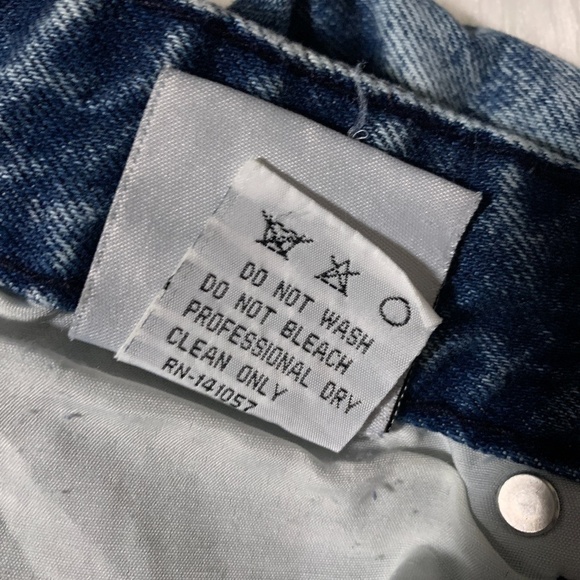 DO NOT WASH
DO NOT BLEACH
PROFESSIONAL DRY
CLEAN ONLY
RN-141057